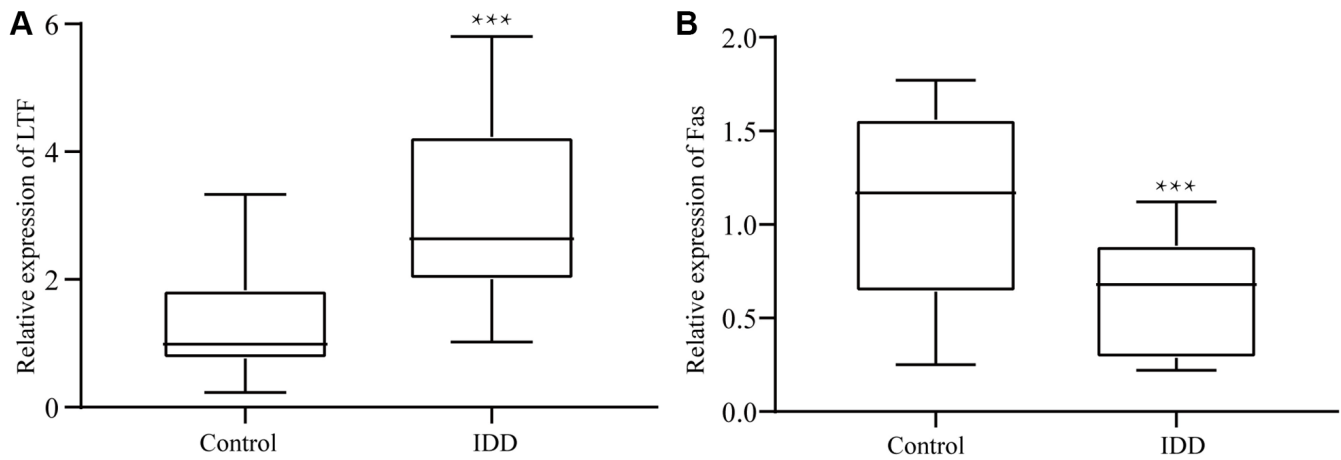 A
Relative expression of LTF
6
4
2
0
***
Control
IDD
B
Relative expression of Fas
2.0
1.5
1.0
0.5
0.0
***
Control
IDD